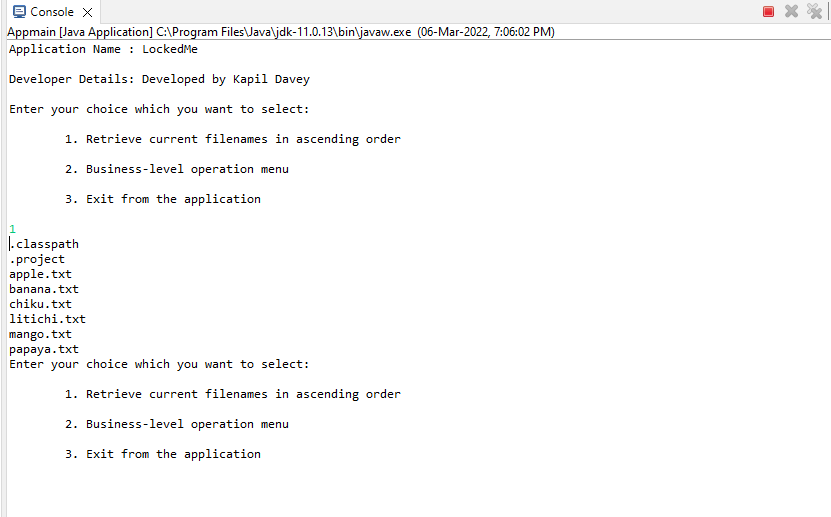 Console
Appmain [Java Application] C:\Program Files\Java\jdk-11.0.13\bin\javaw.exe (06-Mar-2022, 7:06:02 PM)
Application Name : LockedMe
Developer Details: Developed by Kapil Davey
Enter your choice which you want to select:
1. Retrieve current filenames in ascending order
2. Business-level operation menu
3. Exit from the application
1
.classpath
.project
apple.txt
banana.txt
chiku.txt
litichi.txt
mango.txt
papaya.txt
Enter your choice which you want to select:
1. Retrieve current filenames in ascending order
2. Business-level operation menu
3. Exit from the application